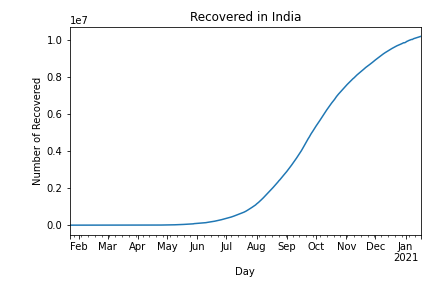 Recovered in India
1e7
1.0
0.8
0.6
0.4
0.2
0.0
Number of Recovered
Feb Mar Apr May Jun Jul Aug Sep Oct Nov Dec Jan
2021
Day